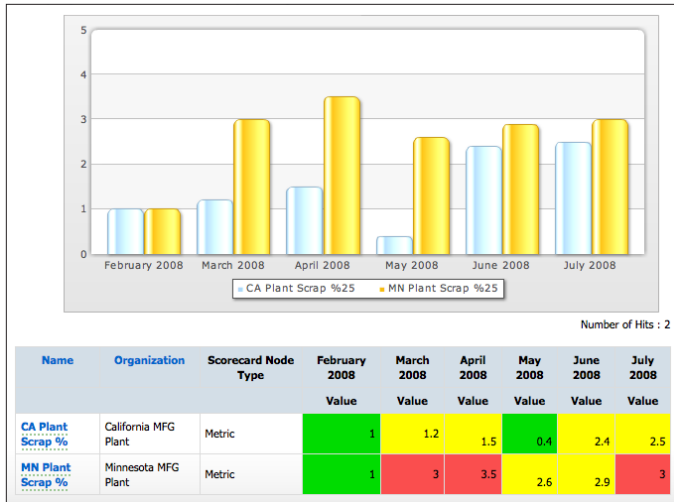 5
4
3
2
1
0
February 2008 March 2008 April 2008 May 2008 June 2008 July 2008
CA Plant Scrap %25 MN Plant Scrap %25
Number of Hits : 2
Name Organization Scorecard Node Type February 2008 March 2008 April 2008 May 2008 June 2008 July 2008
Value Value Value Value Value Value
CA Plant Scrap % California MFG Plant Metric 1 1.2 1.5 0.4 2.4 2.5
MN Plant Scrap % Minnesota MFG Plant Metric 1 3 3.5 2.6 2.9 3